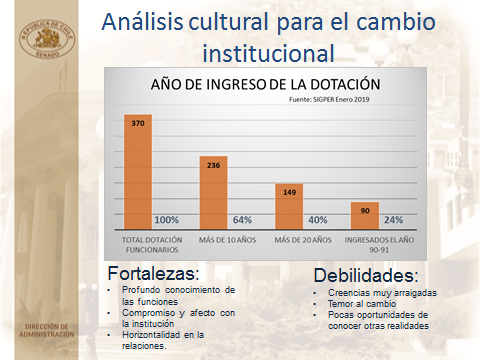 REPUBLICA DE CHILE
SENADO
Análisis cultural para el cambio
institucional
AÑO DE INGRESO DE LA DOTACIÓN
Fuente: SIGPER Enero 2019
370
236
149
90
100%
64%
40%
24%
TOTAL DOTACIÓN
FUNCIONARIOS
MÁS DE 10 AÑOS
MÁS DE 20 AÑOS
INGRESADOS EL AÑO
90-91
Fortalezas:
• Profundo conocimiento de
las funciones
• Compromiso y afecto con
la institución
• Horizontalidad en la
relaciones.
Debilidades:
• Creencias muy arraigadas
• Temor al cambio
• Pocas oportunidades de
conocer otras realidades
DIRECCIÓN DE
ADMINISTRACIÓN